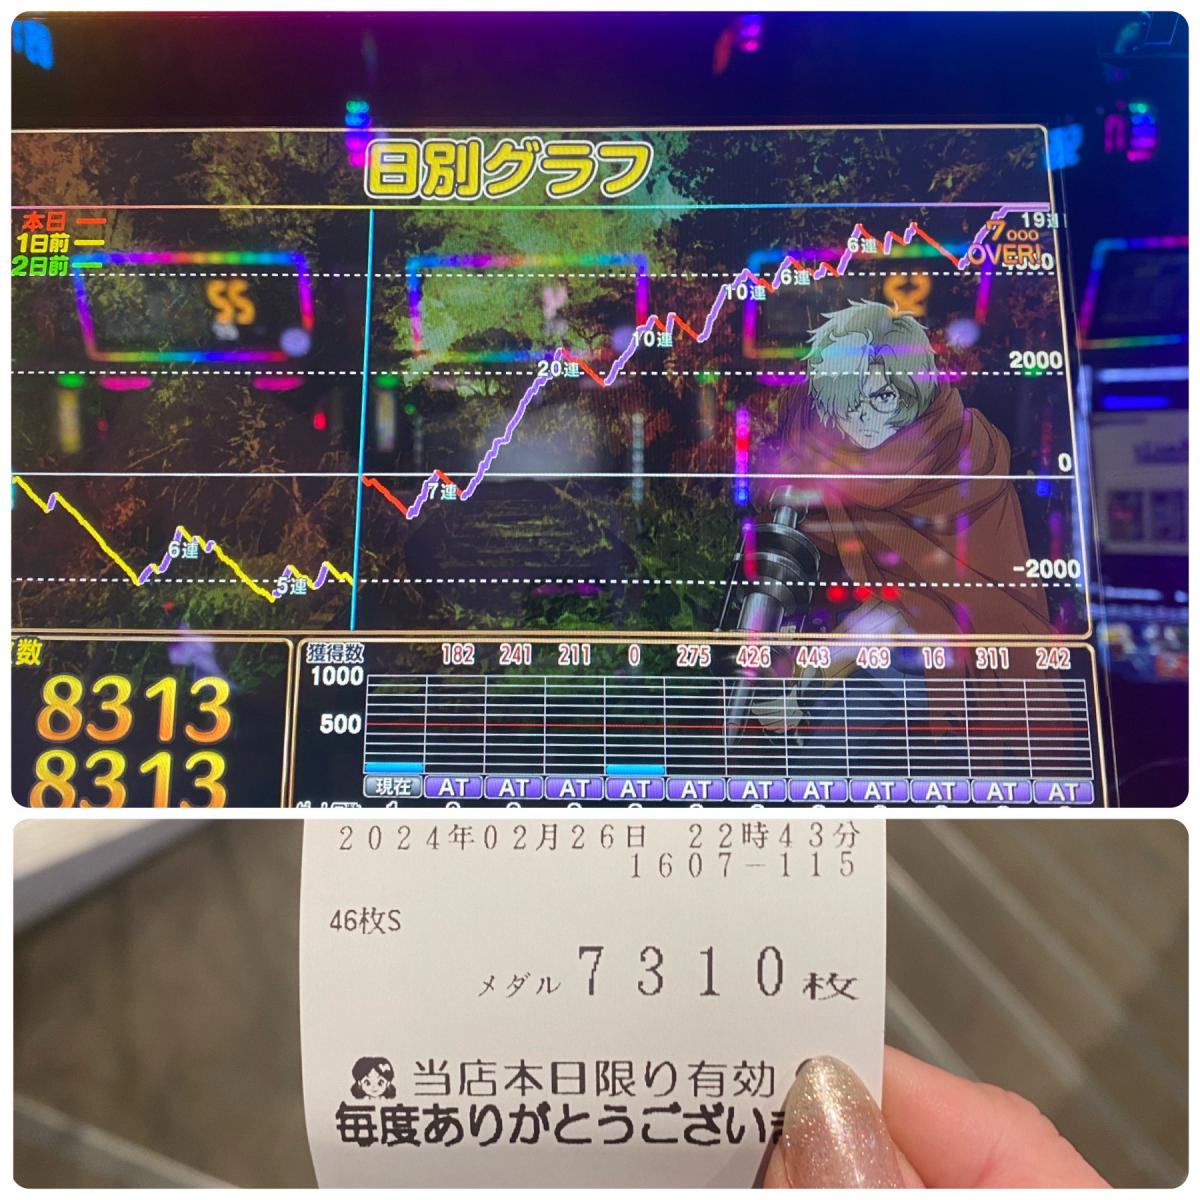 日別グラフ
本日
1日前
2日前
19連
7000
OVER!
6連
6連
10連
10連
20連
2000
0
7連
6連
5連
-2000
数
8313
8313
獲得数 182 241 211 0 275 426 443 469 16 311 242
1000
500
現在 AT AT AT AT AT AT AT AT AT AT AT
2024年02月26日 22時43分
1607-115
46枚S
メダル 7310枚
当店本日限り有効
毎度ありがとうござい